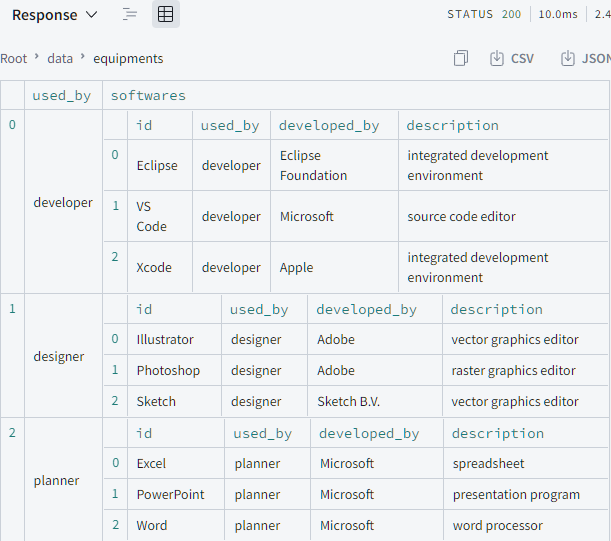 Response STATUS 200 10.0ms 2.4
Root > data > equipments CSV JSON
used_by softwares
0 developer
id used_by developed_by description
0 Eclipse developer Eclipse Foundation integrated development environment
1 VS Code developer Microsoft source code editor
2 Xcode developer Apple integrated development environment
1 designer
id used_by developed_by description
0 Illustrator designer Adobe vector graphics editor
1 Photoshop designer Adobe raster graphics editor
2 Sketch designer Sketch B.V. vector graphics editor
2 planner
id used_by developed_by description
0 Excel planner Microsoft spreadsheet
1 PowerPoint planner Microsoft presentation program
2 Word planner Microsoft word processor